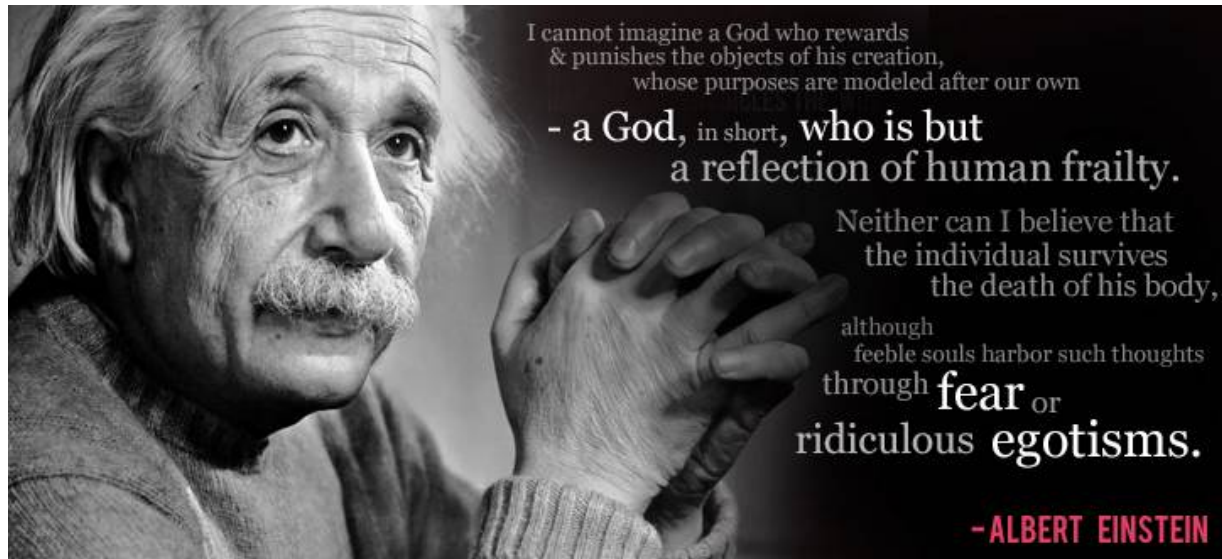 I cannot imagine a God who rewards
& punishes the objects of his creation,
whose purposes are modeled after our own
- a God, in short, who is but
a reflection of human frailty.
Neither can I believe that
the individual survives
the death of his body,
although
feeble souls harbor such thoughts
through fear or
ridiculous egotisms.
-ALBERT EINSTEIN